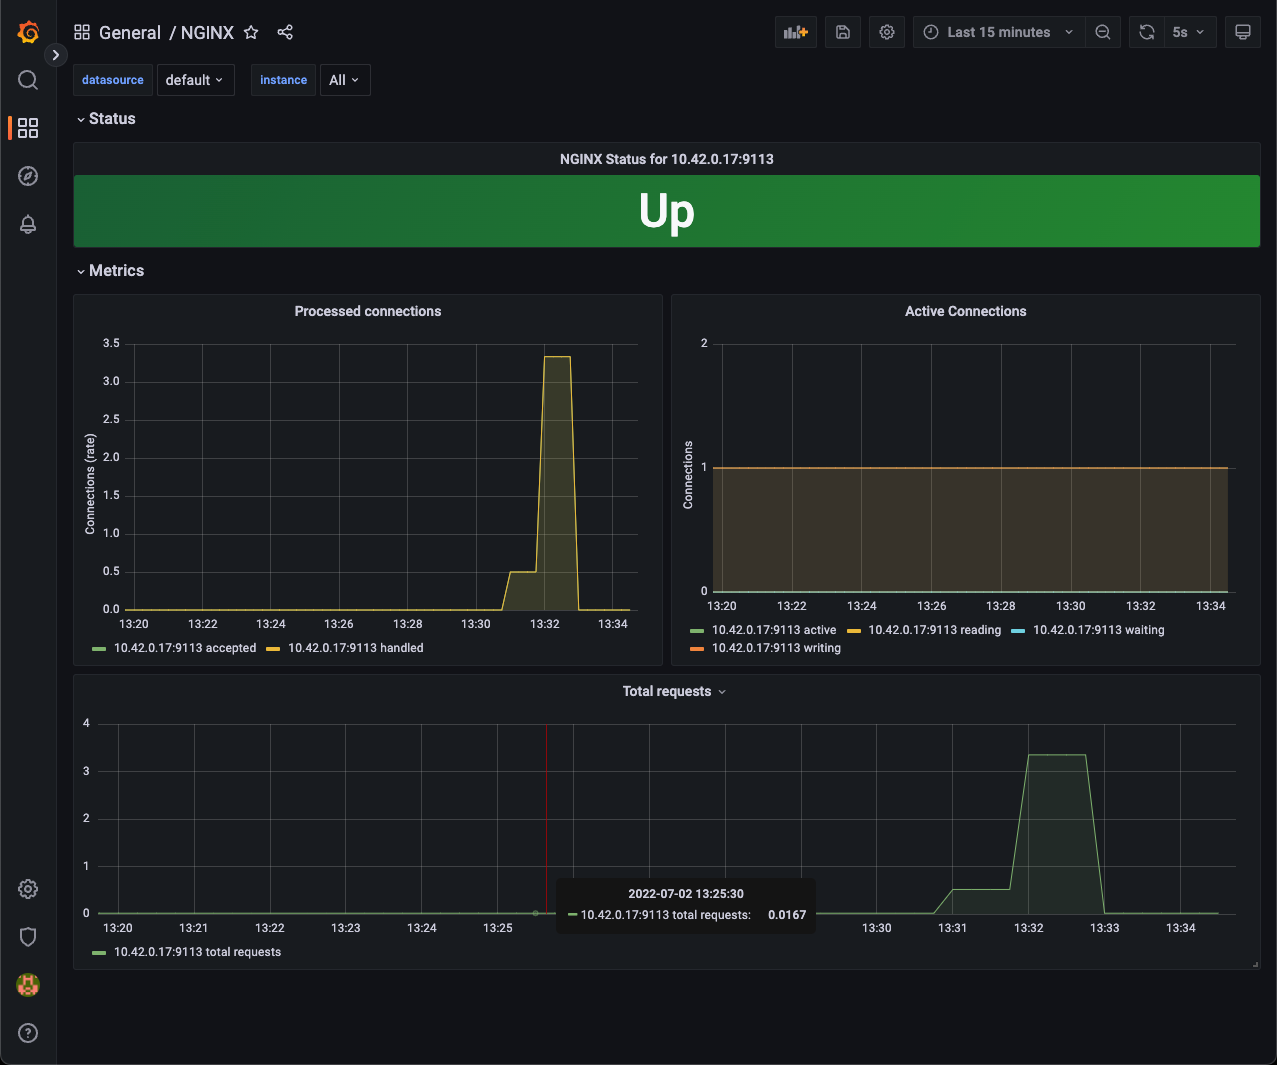 General / NGINX
Last 15 minutes
5s
datasource default instance All
Status
NGINX Status for 10.42.0.17:9113
Up
Metrics
Processed connections
3.5
3.0
2.5
2.0
1.5
1.0
0.5
0.0
Connections (rate)
13:20 13:22 13:24 13:26 13:28 13:30 13:32 13:34
10.42.0.17:9113 accepted 10.42.0.17:9113 handled
Active Connections
2
1
0
Connections
13:20 13:22 13:24 13:26 13:28 13:30 13:32 13:34
10.42.0.17:9113 active 10.42.0.17:9113 reading 10.42.0.17:9113 waiting
10.42.0.17:9113 writing
Total requests
4
3
2
1
0
2022-07-02 13:25:30
10.42.0.17:9113 total requests: 0.0167
13:20 13:21 13:22 13:23 13:24 13:25 13:30 13:31 13:32 13:33 13:34
10.42.0.17:9113 total requests